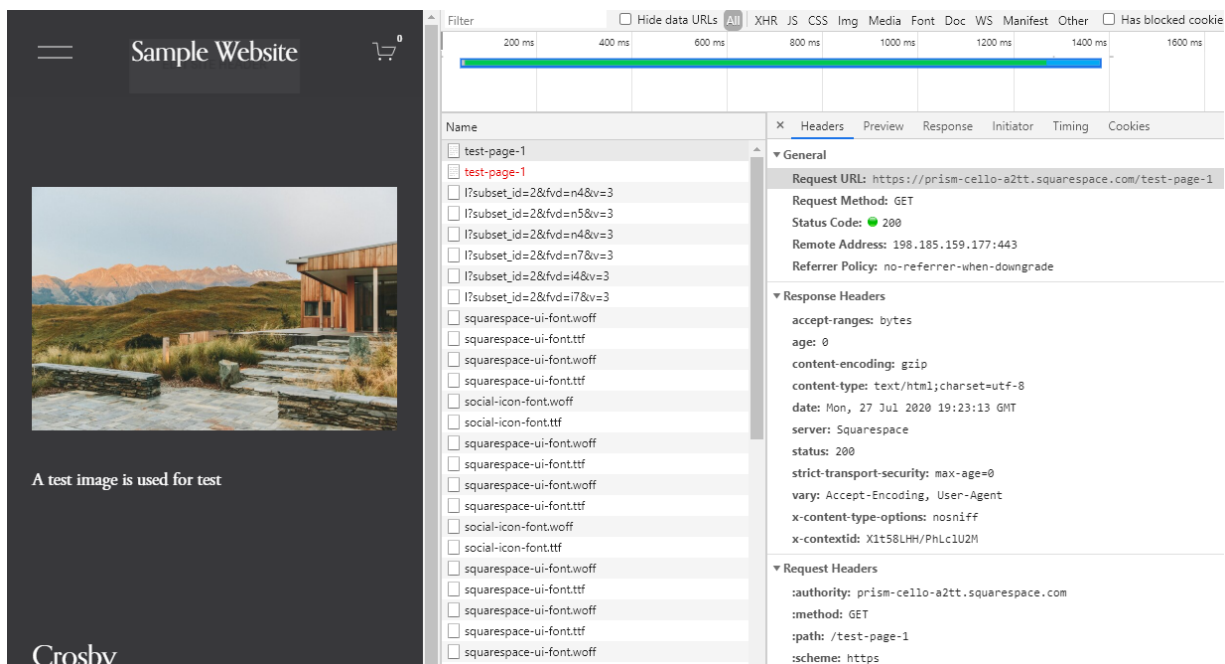 Sample Website
0
A test image is used for test
Crosby
Filter
Hide data URLs All XHR JS CSS Img Media Font Doc WS Manifest Other Has blocked cookie
200 ms 400 ms 600 ms 800 ms 1000 ms 1200 ms 1400 ms 1600 ms
Name
test-page-1
test-page-1
l?subset_id=2&fvd=n4&v=3
l?subset_id=2&fvd=n5&v=3
l?subset_id=2&fvd=n4&v=3
l?subset_id=2&fvd=n7&v=3
l?subset_id=2&fvd=i4&v=3
l?subset_id=2&fvd=i7&v=3
squarespace-ui-font.woff
squarespace-ui-font.ttf
squarespace-ui-font.woff
squarespace-ui-font.ttf
social-icon-font.woff
social-icon-font.ttf
squarespace-ui-font.woff
squarespace-ui-font.ttf
squarespace-ui-font.woff
squarespace-ui-font.ttf
social-icon-font.woff
social-icon-font.ttf
squarespace-ui-font.woff
squarespace-ui-font.ttf
squarespace-ui-font.woff
squarespace-ui-font.ttf
squarespace-ui-font.woff
× Headers Preview Response Initiator Timing Cookies
General
Request URL: https://prism-cello-a2tt.squarespace.com/test-page-1
Request Method: GET
Status Code: 200
Remote Address: 198.185.159.177:443
Referrer Policy: no-referrer-when-downgrade
Response Headers
accept-ranges: bytes
age: 0
content-encoding: gzip
content-type: text/html;charset=utf-8
date: Mon, 27 Jul 2020 19:23:13 GMT
server: Squarespace
status: 200
strict-transport-security: max-age=0
vary: Accept-Encoding, User-Agent
x-content-type-options: nosniff
x-contextid: X1t58LHH/PhLclU2M
Request Headers
:authority: prism-cello-a2tt.squarespace.com
:method: GET
:path: /test-page-1
:scheme: https